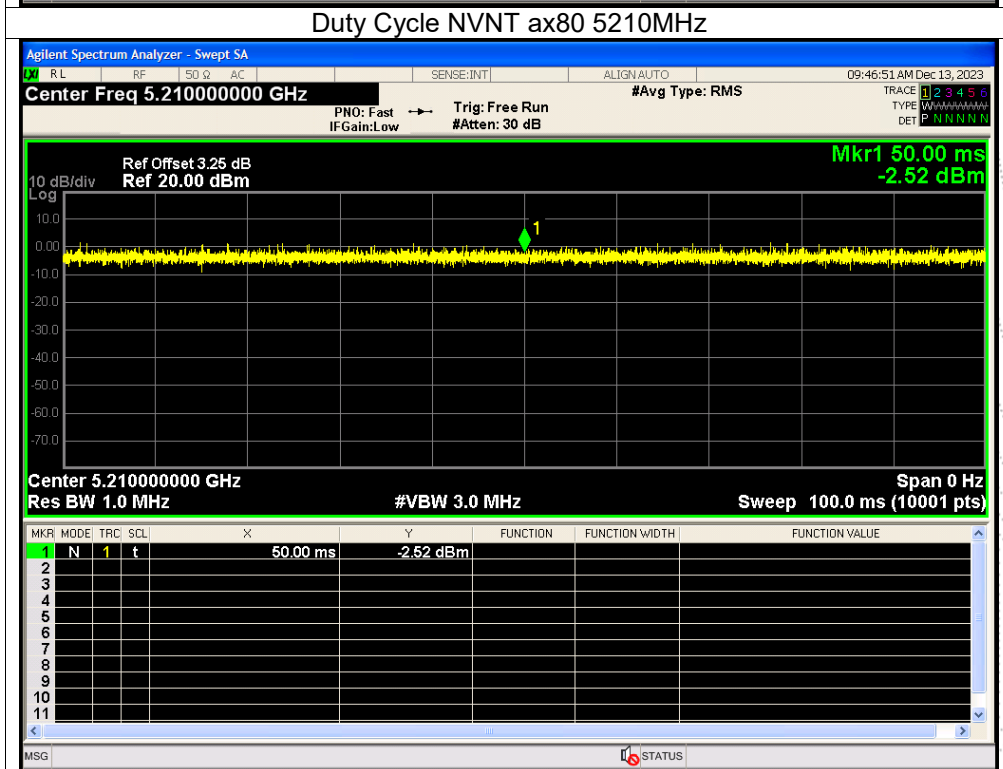 Duty Cycle NVNT ax80 5210MHz
Agilent Spectrum Analyzer - Swept SA
LXI RL RF 50 Ω AC SENSE:INT ALIGN AUTO 09:46:51 AM Dec 13, 2023
Center Freq 5.210000000 GHz #Avg Type: RMS TRACE 1 2 3 4 5 6
PNO: Fast Trig: Free Run TYPE WWWWWW
IFGain:Low #Atten: 30 dB DET P N N N N N
Mkr1 50.00 ms
-2.52 dBm
Ref Offset 3.25 dB
10 dB/div Ref 20.00 dBm
Log
10.0
1
0.00
-10.0
-20.0
-30.0
-40.0
-50.0
-60.0
-70.0
Center 5.210000000 GHz Span 0 Hz
Res BW 1.0 MHz #VBW 3.0 MHz Sweep 100.0 ms (10001 pts)
MKR MODE TRC SCL X Y FUNCTION FUNCTION WIDTH FUNCTION VALUE
1 N 1 t 50.00 ms -2.52 dBm
2
3
4
5
6
7
8
9
10
11
MSG STATUS